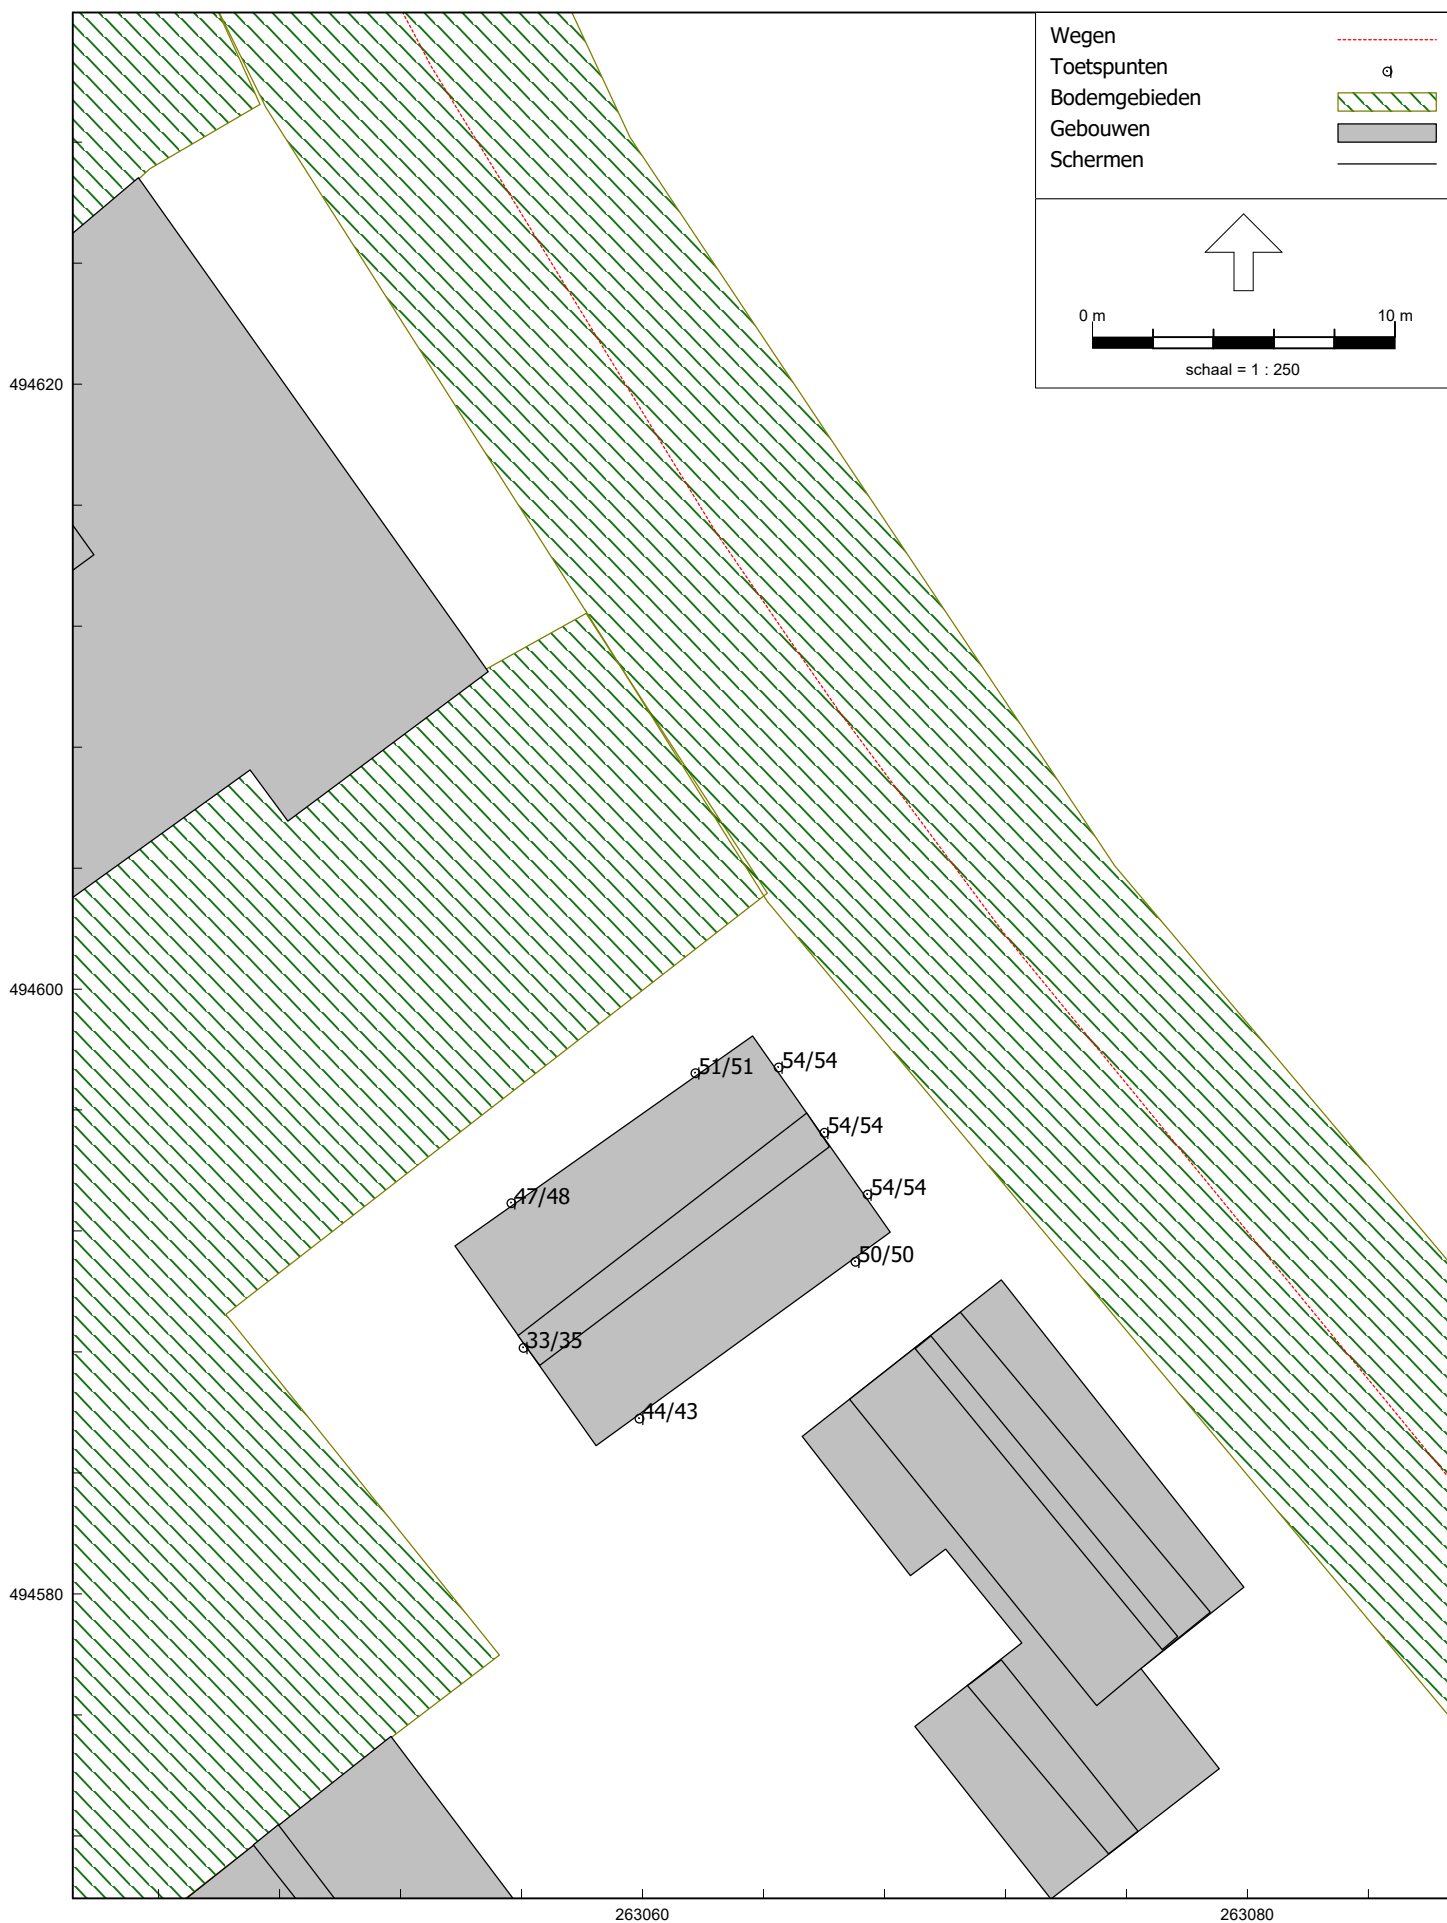 Wegen
Toetspunten
Bodemgebieden
Gebouwen
Schermen
0 m 10 m
schaal = 1 : 250
494620
494600
51/51 54/54
54/54
47/48 54/54
50/50
33/35
44/43
494580
263060 263080